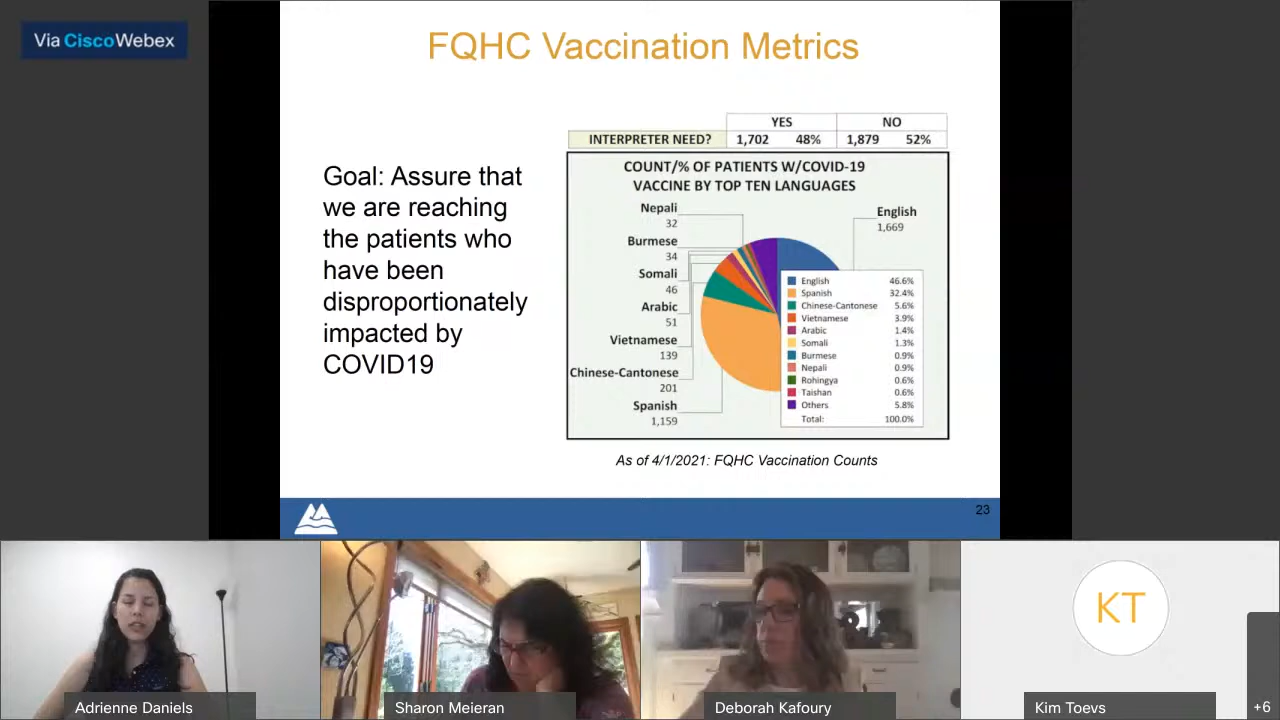 Via Cisco Webex
FQHC Vaccination Metrics
Goal: Assure that
we are reaching
the patients who
have been
disproportionately
impacted by
COVID19
YES NO
INTERPRETER NEED? 1,702 48% 1,879 52%
COUNT/% OF PATIENTS W/COVID-19
VACCINE BY TOP TEN LANGUAGES
Nepali
32
Burmese
34
Somali
46
Arabic
51
Vietnamese
139
Chinese-Cantonese
201
Spanish
1,159
English
1,669
English 46.6%
Spanish 32.4%
Chinese-Cantonese 5.6%
Vietnamese 3.9%
Arabic 1.4%
Somali 1.3%
Burmese 0.9%
Nepali 0.9%
Rohingya 0.6%
Taishan 0.6%
Others 5.8%
Total: 100.0%
As of 4/1/2021: FQHC Vaccination Counts
23
KT
Adrienne Daniels
Sharon Meieran
Deborah Kafoury
Kim Toevs
+6